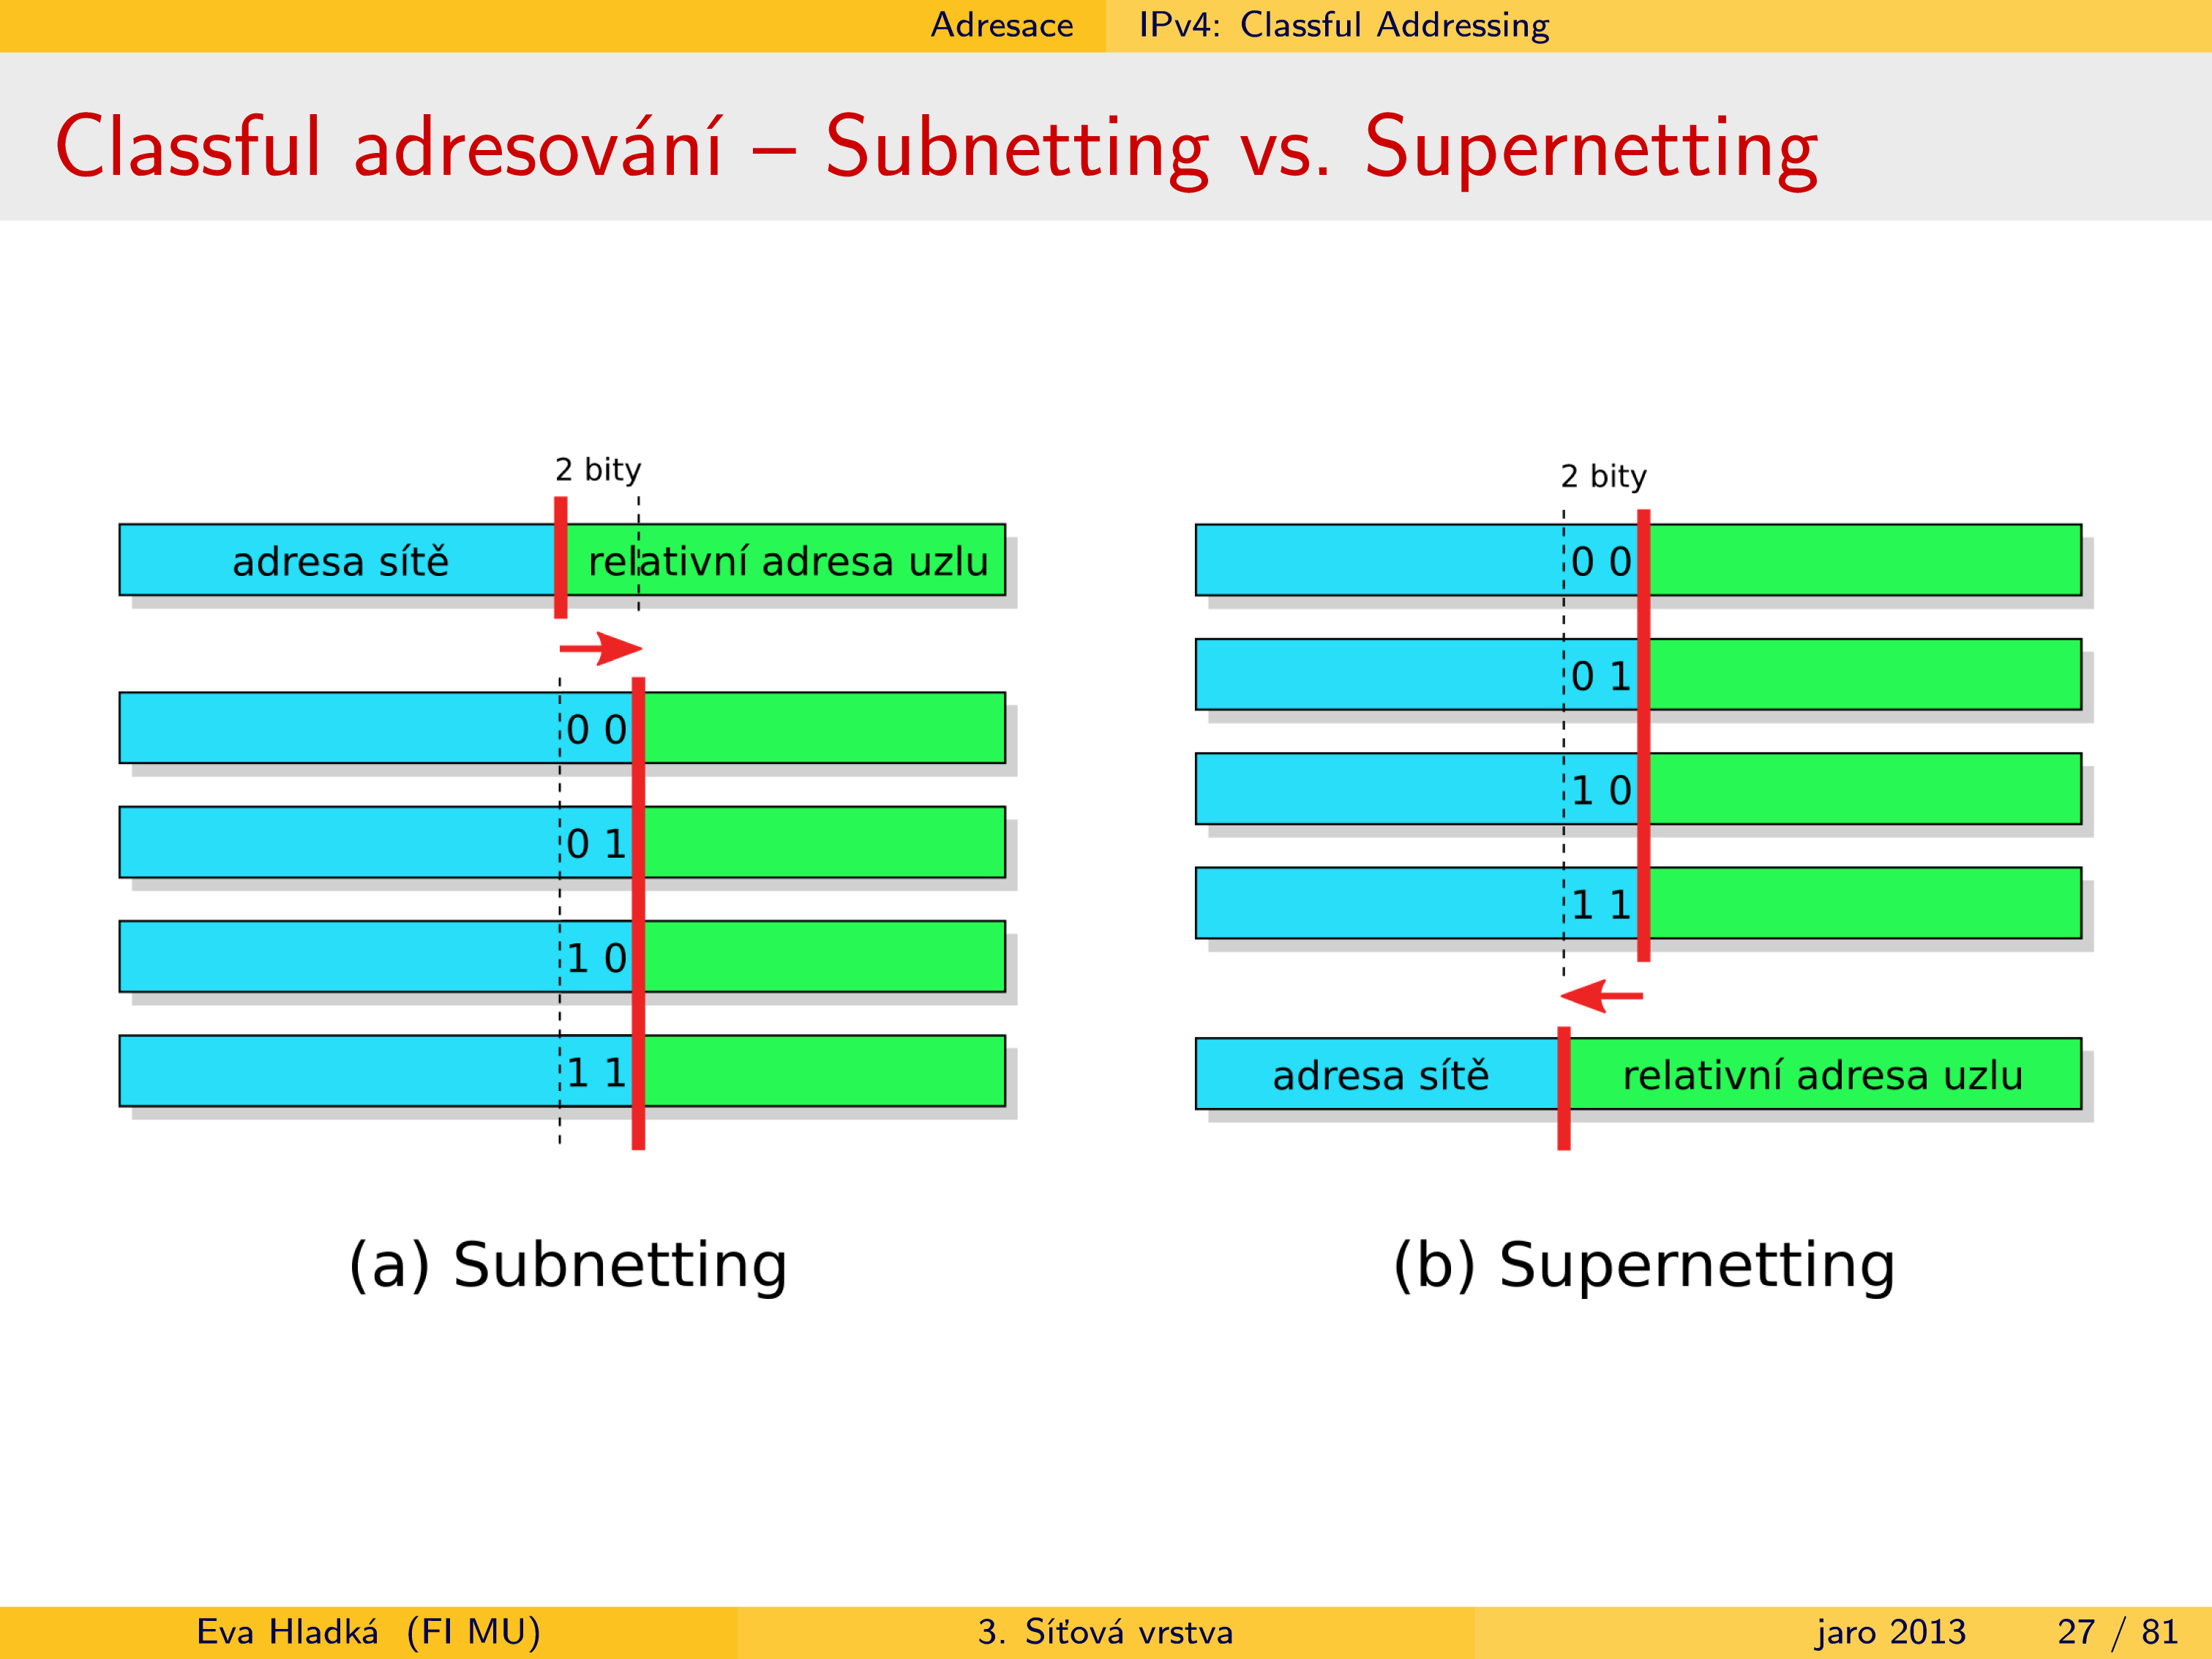 Adresace IPv4: Classful Addressing
Classful adresování – Subnetting vs. Supernetting
2 bity
adresa sítě relativní adresa uzlu
0 0
0 1
1 0
1 1
(a) Subnetting
2 bity
0 0
0 1
1 0
1 1
adresa sítě relativní adresa uzlu
(b) Supernetting
Eva Hladká (FI MU) 3. Síťová vrstva jaro 2013 27 / 81